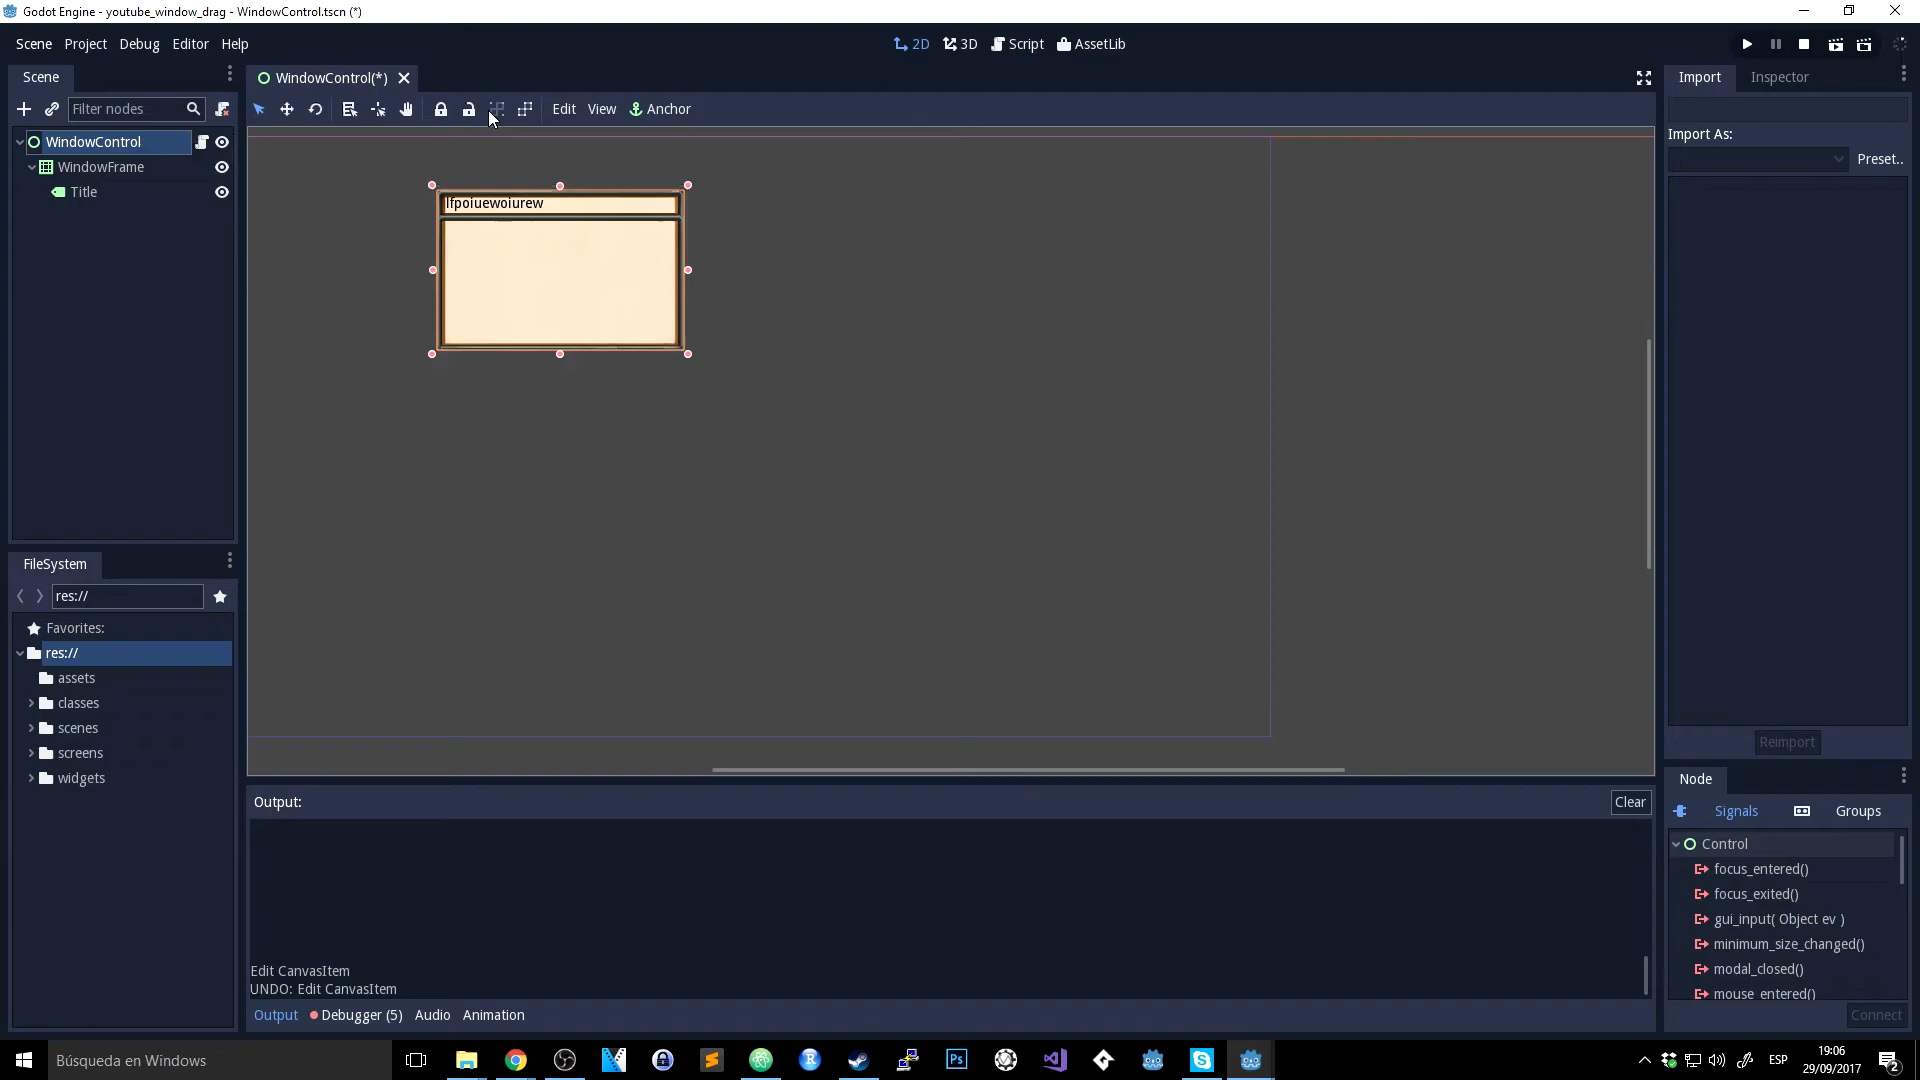 Godot Engine - youtube_window_drag - WindowControl.tscn (*)
Scene Project Debug Editor Help
2D 3D Script AssetLib
Scene
Filter nodes
WindowControl
WindowFrame
Title
WindowControl(*)
Edit View Anchor
lfpoiuewoiurew
FileSystem
res://
Favorites:
res://
assets
classes
scenes
screens
widgets
Output:
Clear
Edit CanvasItem
UNDO: Edit CanvasItem
Output Debugger (5) Audio Animation
Import Inspector
Import As:
Preset..
Reimport
Node
Signals Groups
Control
focus_entered()
focus_exited()
gui_input( Object ev )
minimum_size_changed()
modal_closed()
mouse_entered()
Connect
Búsqueda en Windows
Ps
ESP
19:06
29/09/2017
2